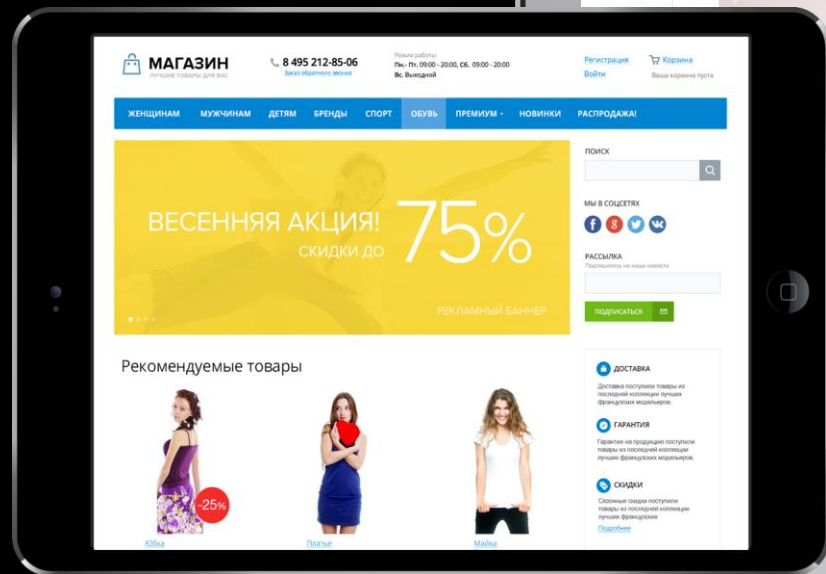 МАГАЗИН
ЛУЧШИЕ ТОВАРЫ ДЛЯ ВАС
8 495 212-85-06
Заказ обратного звонка
Режим работы:
Пн.- Пт. 09:00 - 20:00, Сб. 09:00 - 20:00
Вс. Выходной
Регистрация
Войти
Корзина
Ваша корзина пуста
ЖЕНЩИНАМ МУЖЧИНАМ ДЕТЯМ БРЕНДЫ СПОРТ ОБУВЬ ПРЕМИУМ НОВИНКИ РАСПРОДАЖА!
ВЕСЕННЯЯ АКЦИЯ!
СКИДКИ ДО
75%
РЕКЛАМНЫЙ БАННЕР
ПОИСК
МЫ В СОЦСЕТЯХ
РАССЫЛКА
Подпишитесь на наши новости
ПОДПИСАТЬСЯ
Рекомендуемые товары
-25%
Юбка
Платье
Майка
ДОСТАВКА
Доставка поступили товары из
последней коллекции лучших
французских модельеров.
ГАРАНТИЯ
Гарантия на продукцию поступили
товары из последней коллекции
лучших французских модельеров.
СКИДКИ
Сезонные скидки поступили
товары из последней коллекции
лучших французских
Подробнее